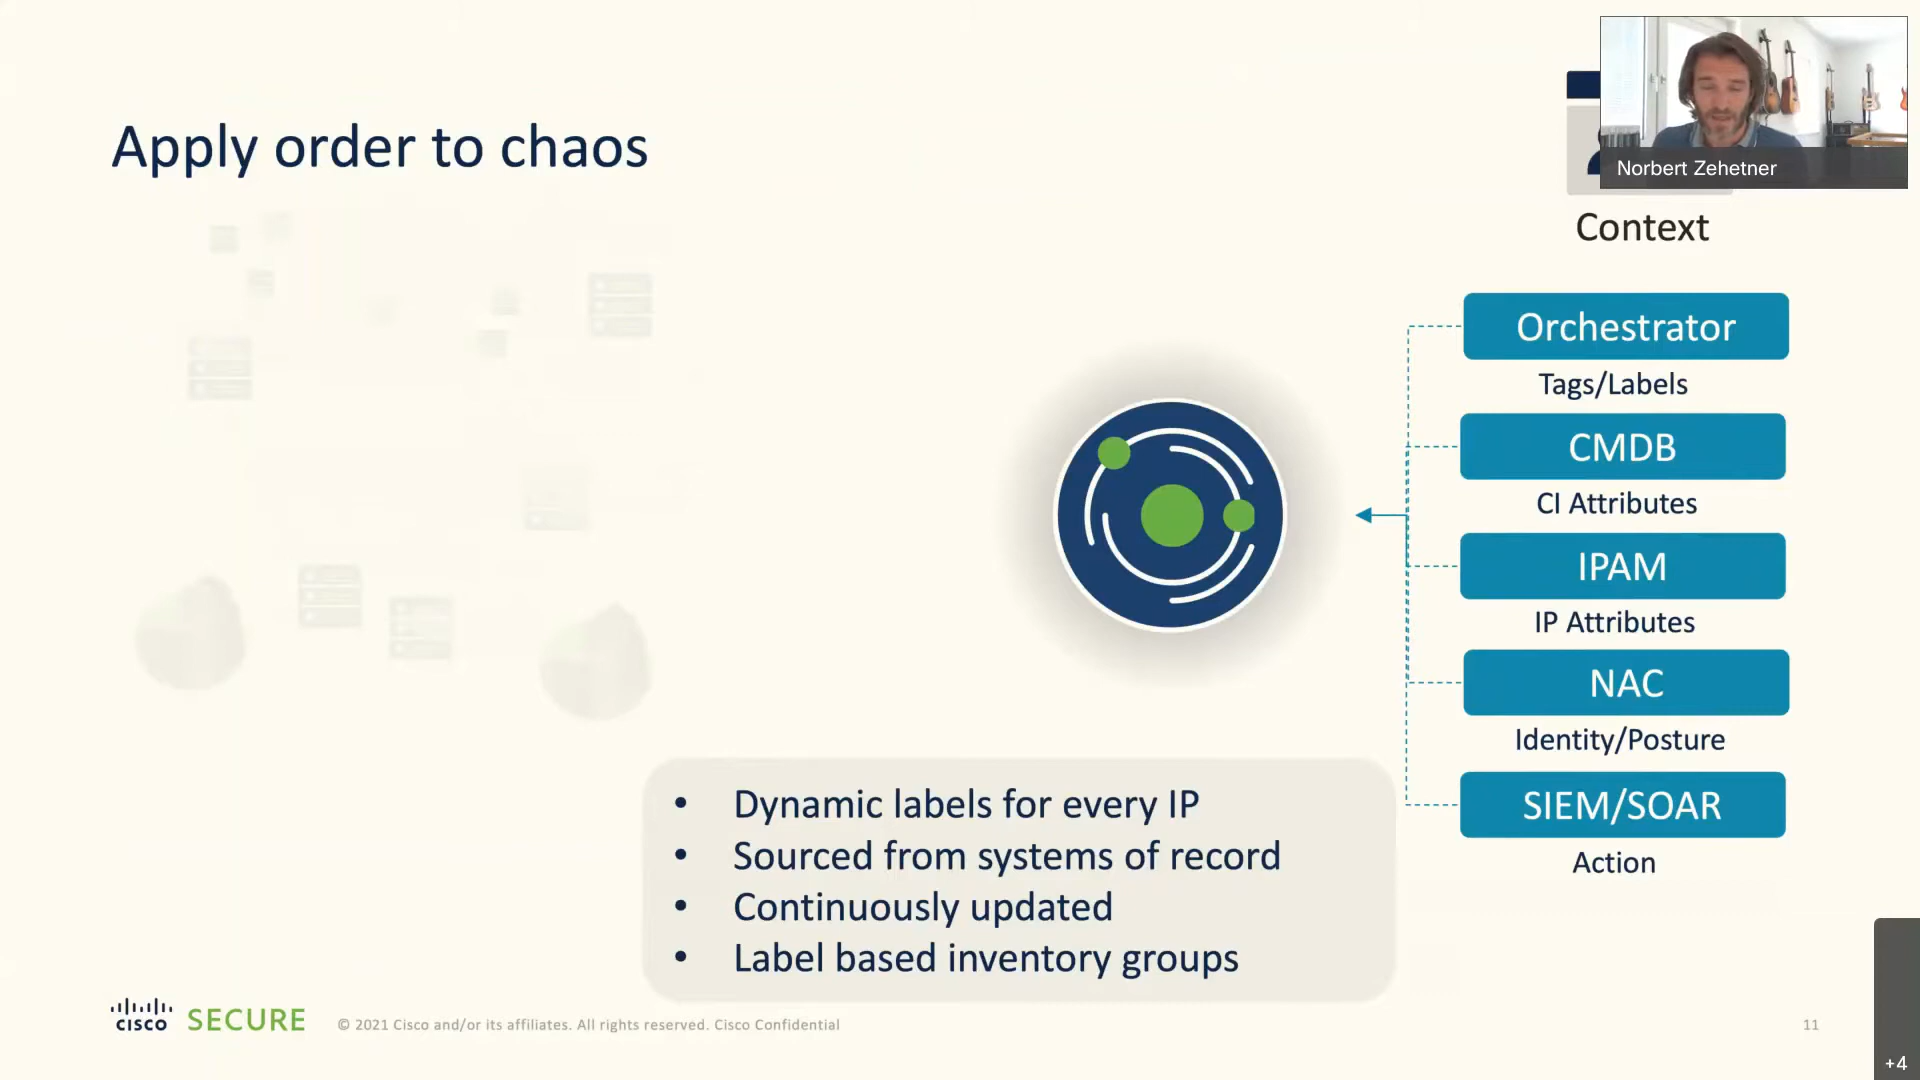 Apply order to chaos
Norbert Zehetner
Context
Orchestrator
Tags/Labels
CMDB
CI Attributes
IPAM
IP Attributes
NAC
Identity/Posture
SIEM/SOAR
Action
• Dynamic labels for every IP
• Sourced from systems of record
• Continuously updated
• Label based inventory groups
CISCO SECURE © 2021 Cisco and/or its affiliates. All rights reserved. Cisco Confidential
11
+4